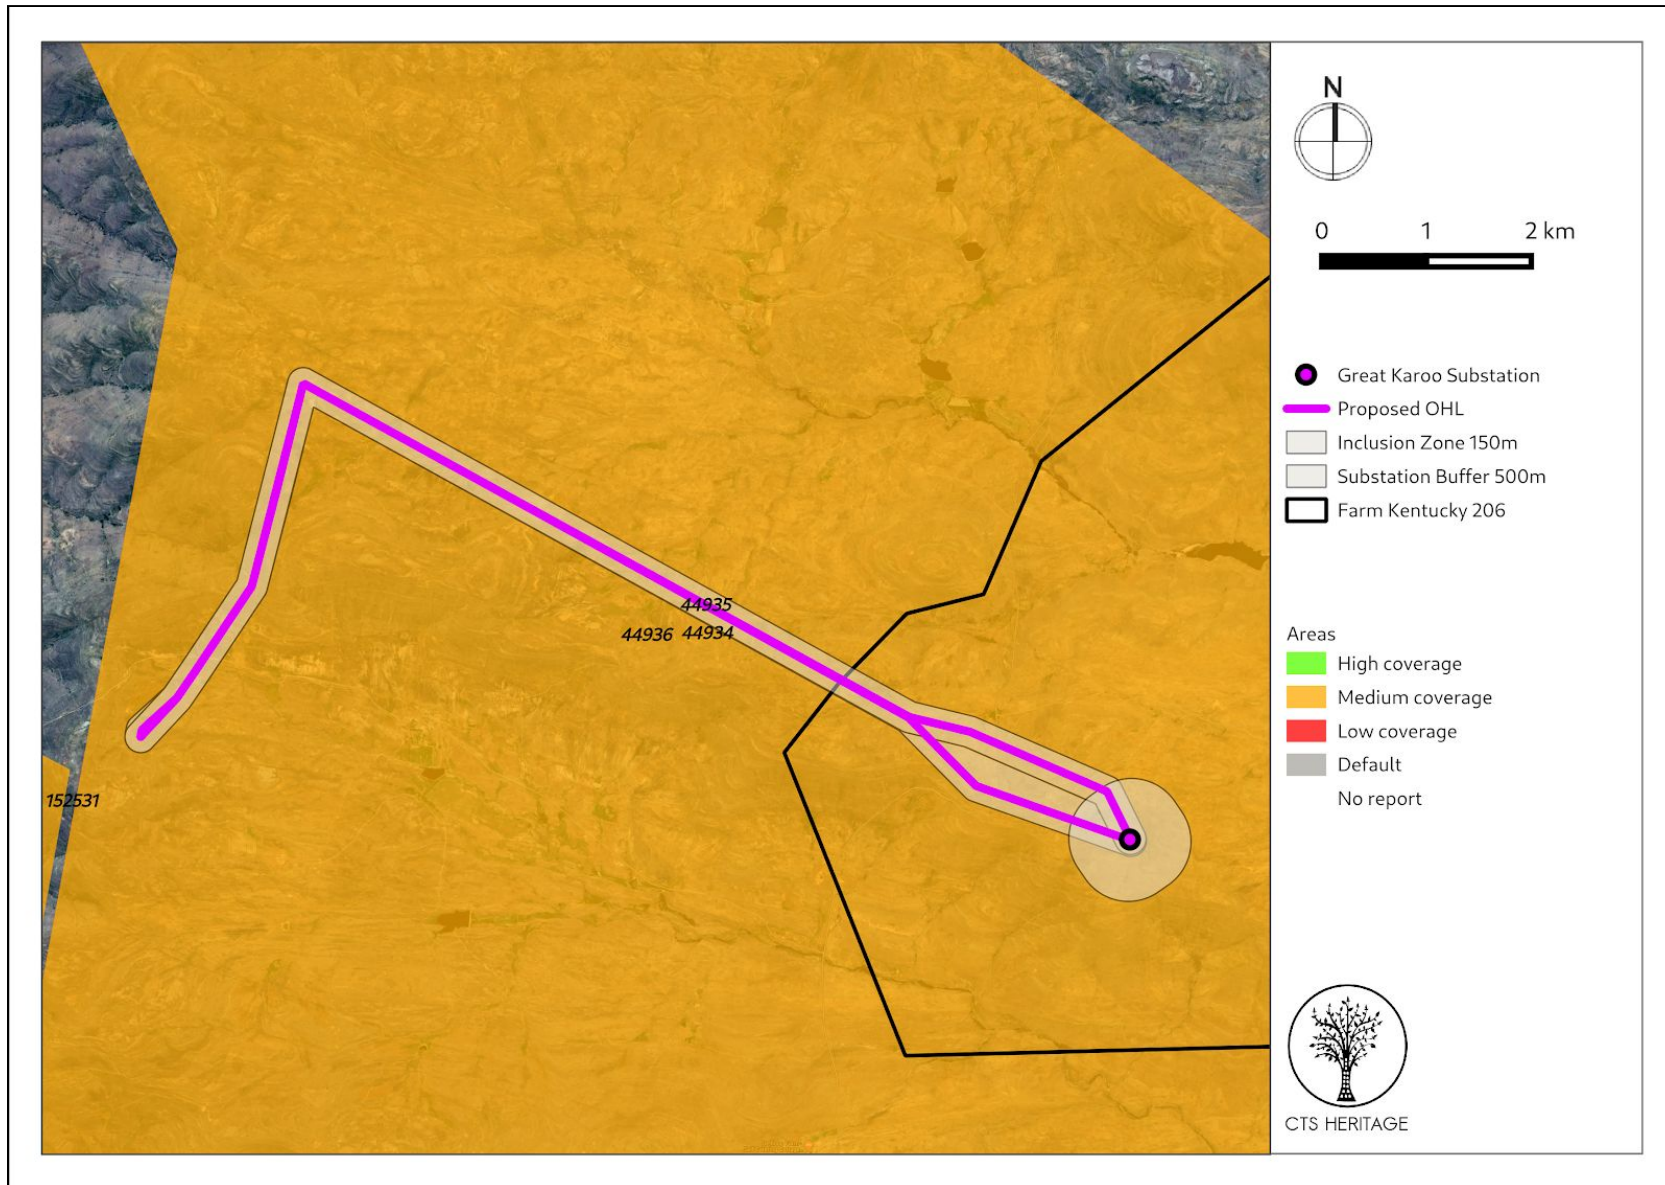 N
0 1 2 km
Great Karoo Substation
Proposed OHL
Inclusion Zone 150m
Substation Buffer 500m
Farm Kentucky 206
44935
44936 44934
Areas
High coverage
Medium coverage
Low coverage
Default
No report
152531
CTS HERITAGE